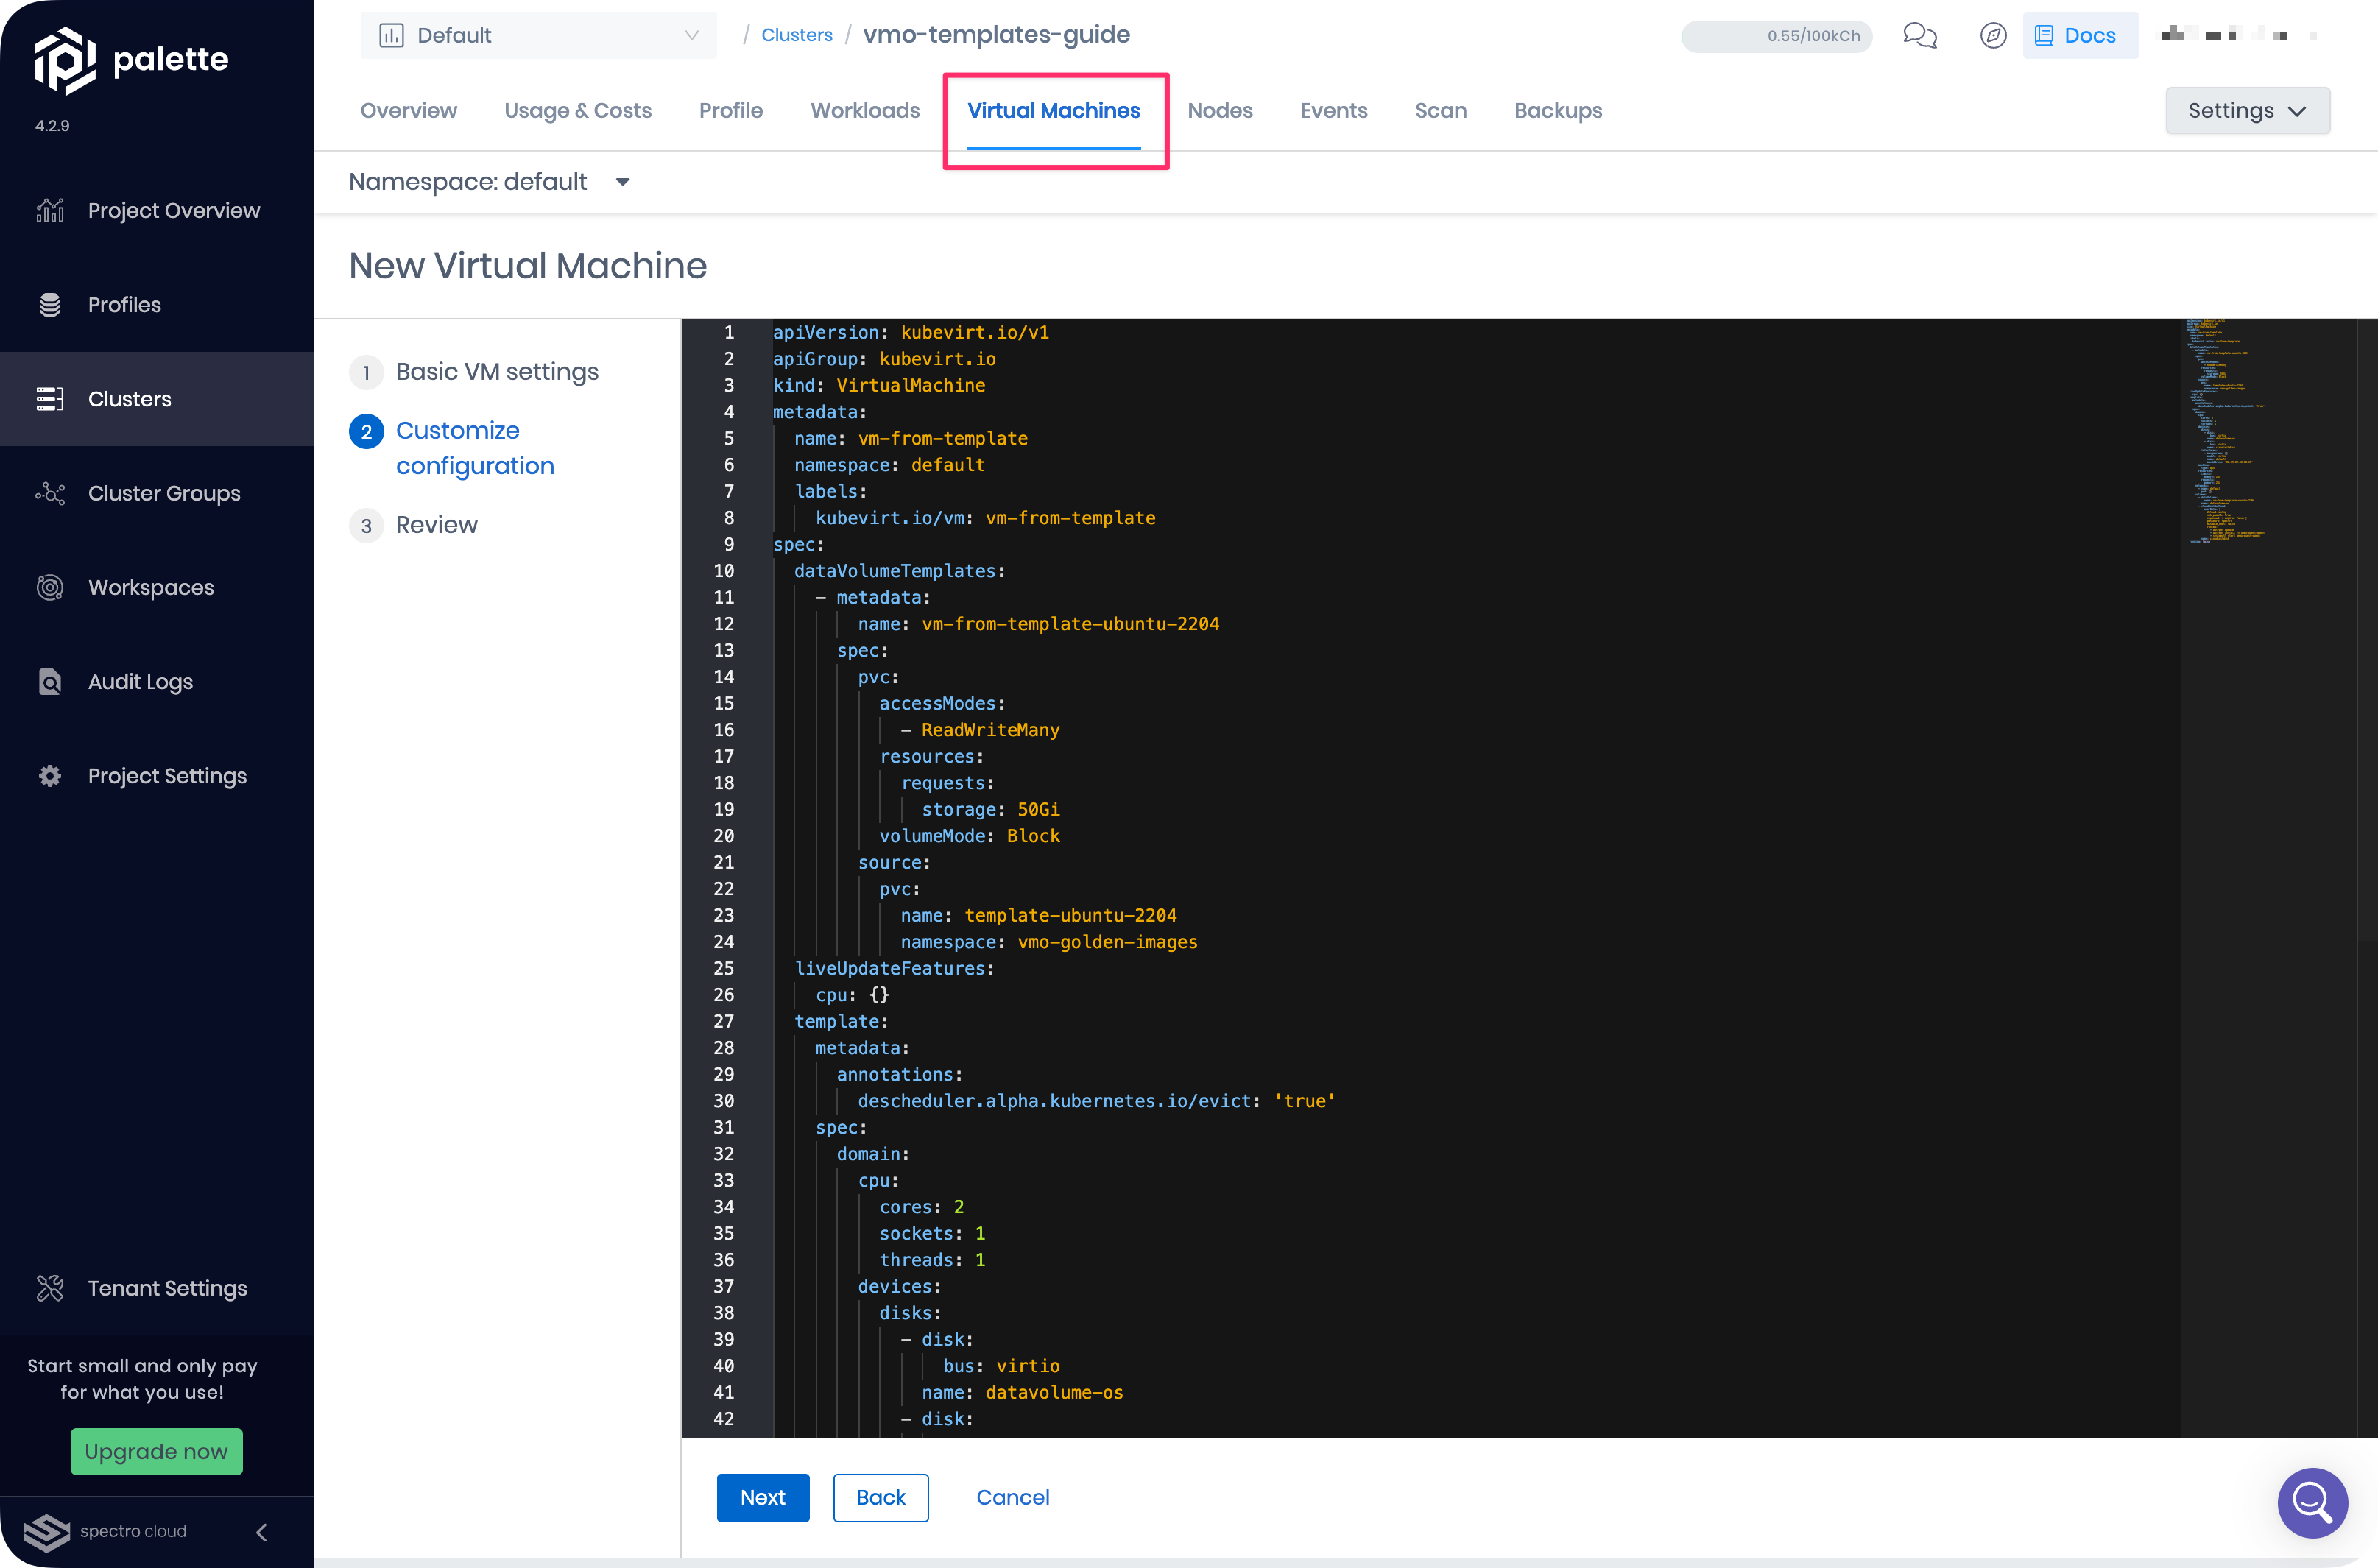 palette
4.2.9
Project Overview
Profiles
Clusters
Cluster Groups
Workspaces
Audit Logs
Project Settings
Tenant Settings
Start small and only pay
for what you use!
Upgrade now
spectro cloud
Default
/ Clusters / vmo-templates-guide
0.55/100kCh
Docs
Overview
Usage & Costs
Profile
Workloads
Virtual Machines
Nodes
Events
Scan
Backups
Settings
Namespace: default
New Virtual Machine
1 Basic VM settings
2 Customize
configuration
3 Review
1 apiVersion: kubevirt.io/v1
2 apiGroup: kubevirt.io
3 kind: VirtualMachine
4 metadata:
5   name: vm-from-template
6   namespace: default
7   labels:
8     kubevirt.io/vm: vm-from-template
9 spec:
10   dataVolumeTemplates:
11     - metadata:
12         name: vm-from-template-ubuntu-2204
13       spec:
14         pvc:
15           accessModes:
16             - ReadWriteMany
17           resources:
18             requests:
19               storage: 50Gi
20           volumeMode: Block
21         source:
22           pvc:
23             name: template-ubuntu-2204
24             namespace: vmo-golden-images
25   liveUpdateFeatures:
26     cpu: {}
27   template:
28     metadata:
29       annotations:
30         descheduler.alpha.kubernetes.io/evict: 'true'
31     spec:
32       domain:
33         cpu:
34           cores: 2
35           sockets: 1
36           threads: 1
37         devices:
38           disks:
39             - disk:
40                 bus: virtio
41               name: datavolume-os
42             - disk:
Next
Back
Cancel